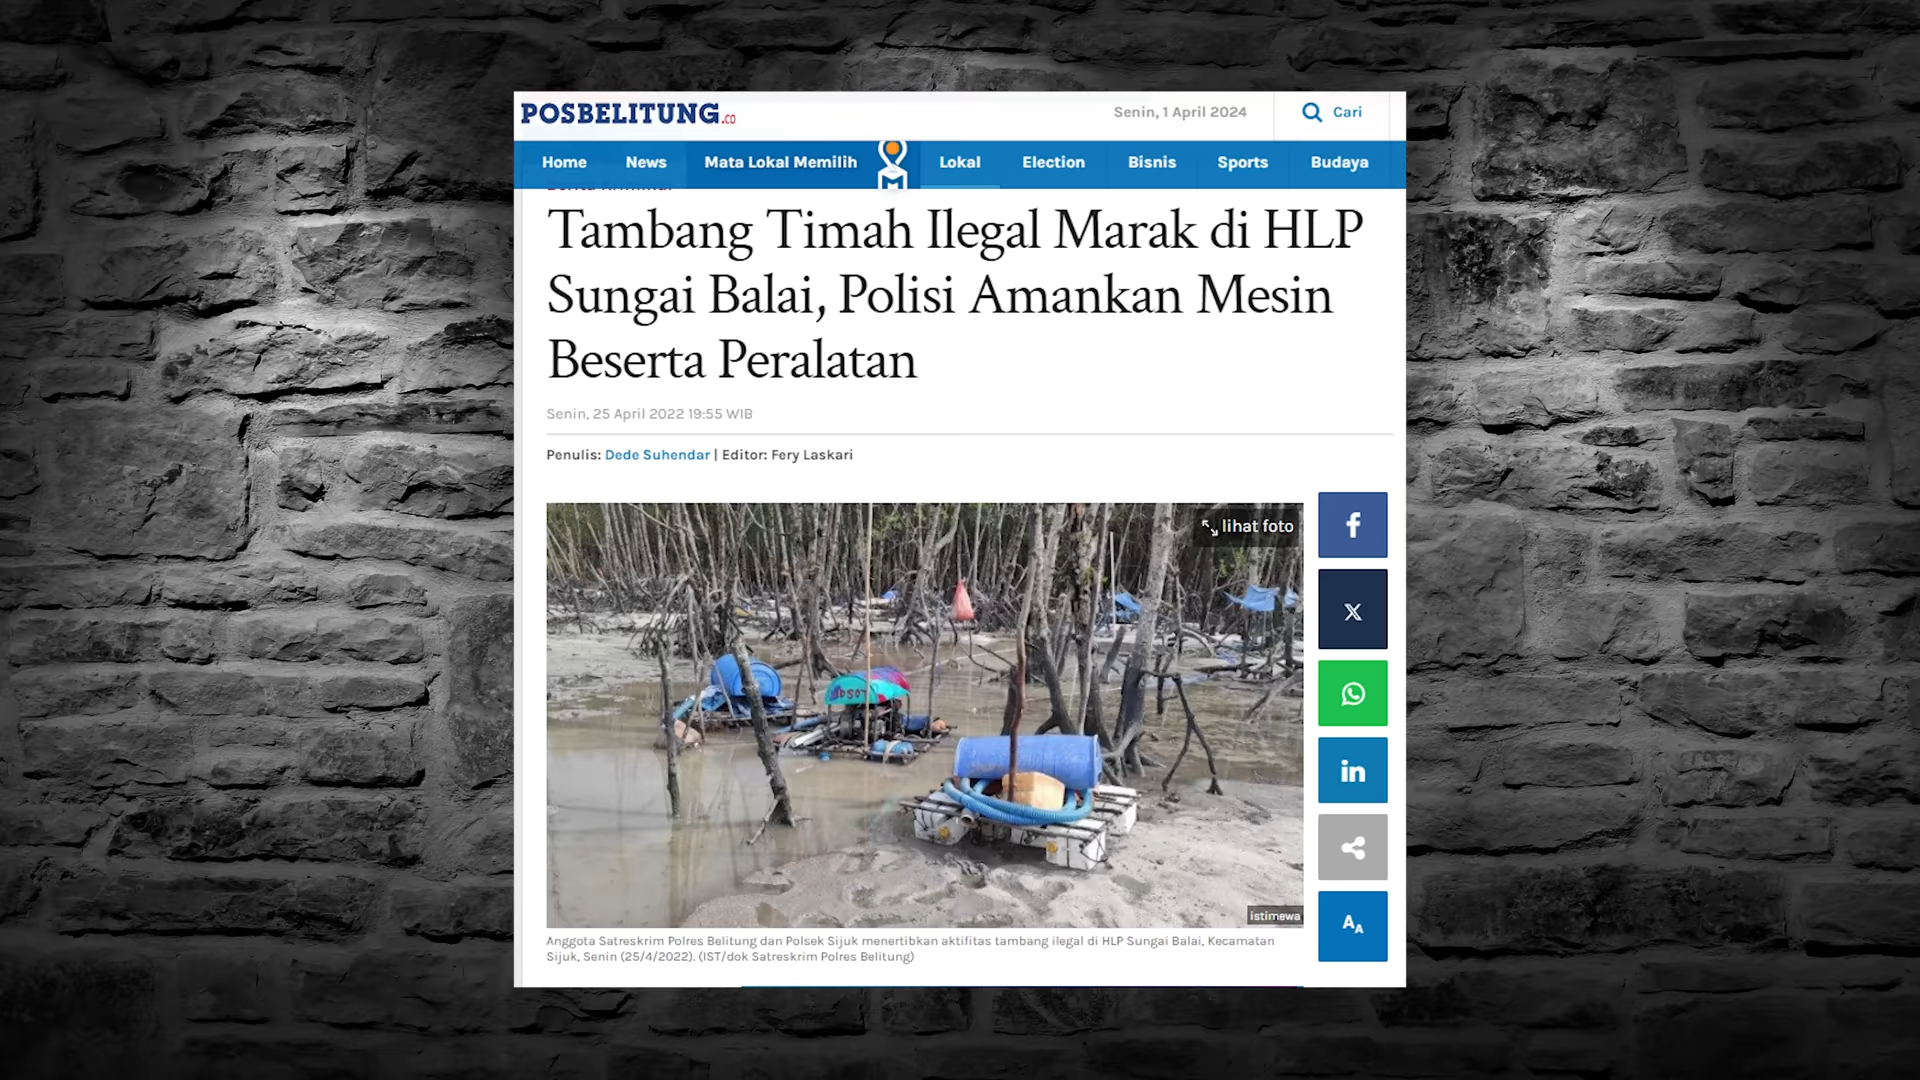 POSBELITUNG.CO
Senin, 1 April 2024
Cari
Home News Mata Lokal Memilih Lokal Election Bisnis Sports Budaya
Tambang Timah Ilegal Marak di HLP
Sungai Balai, Polisi Amankan Mesin
Beserta Peralatan
Senin, 25 April 2022 19:55 WIB
Penulis: Dede Suhendar | Editor: Fery Laskari
lihat foto
istimewa
Anggota Satreskrim Polres Belitung dan Polsek Sijuk menertibkan aktifitas tambang ilegal di HLP Sungai Balai, Kecamatan
Sijuk, Senin (25/4/2022). (IST/dok Satreskrim Polres Belitung)